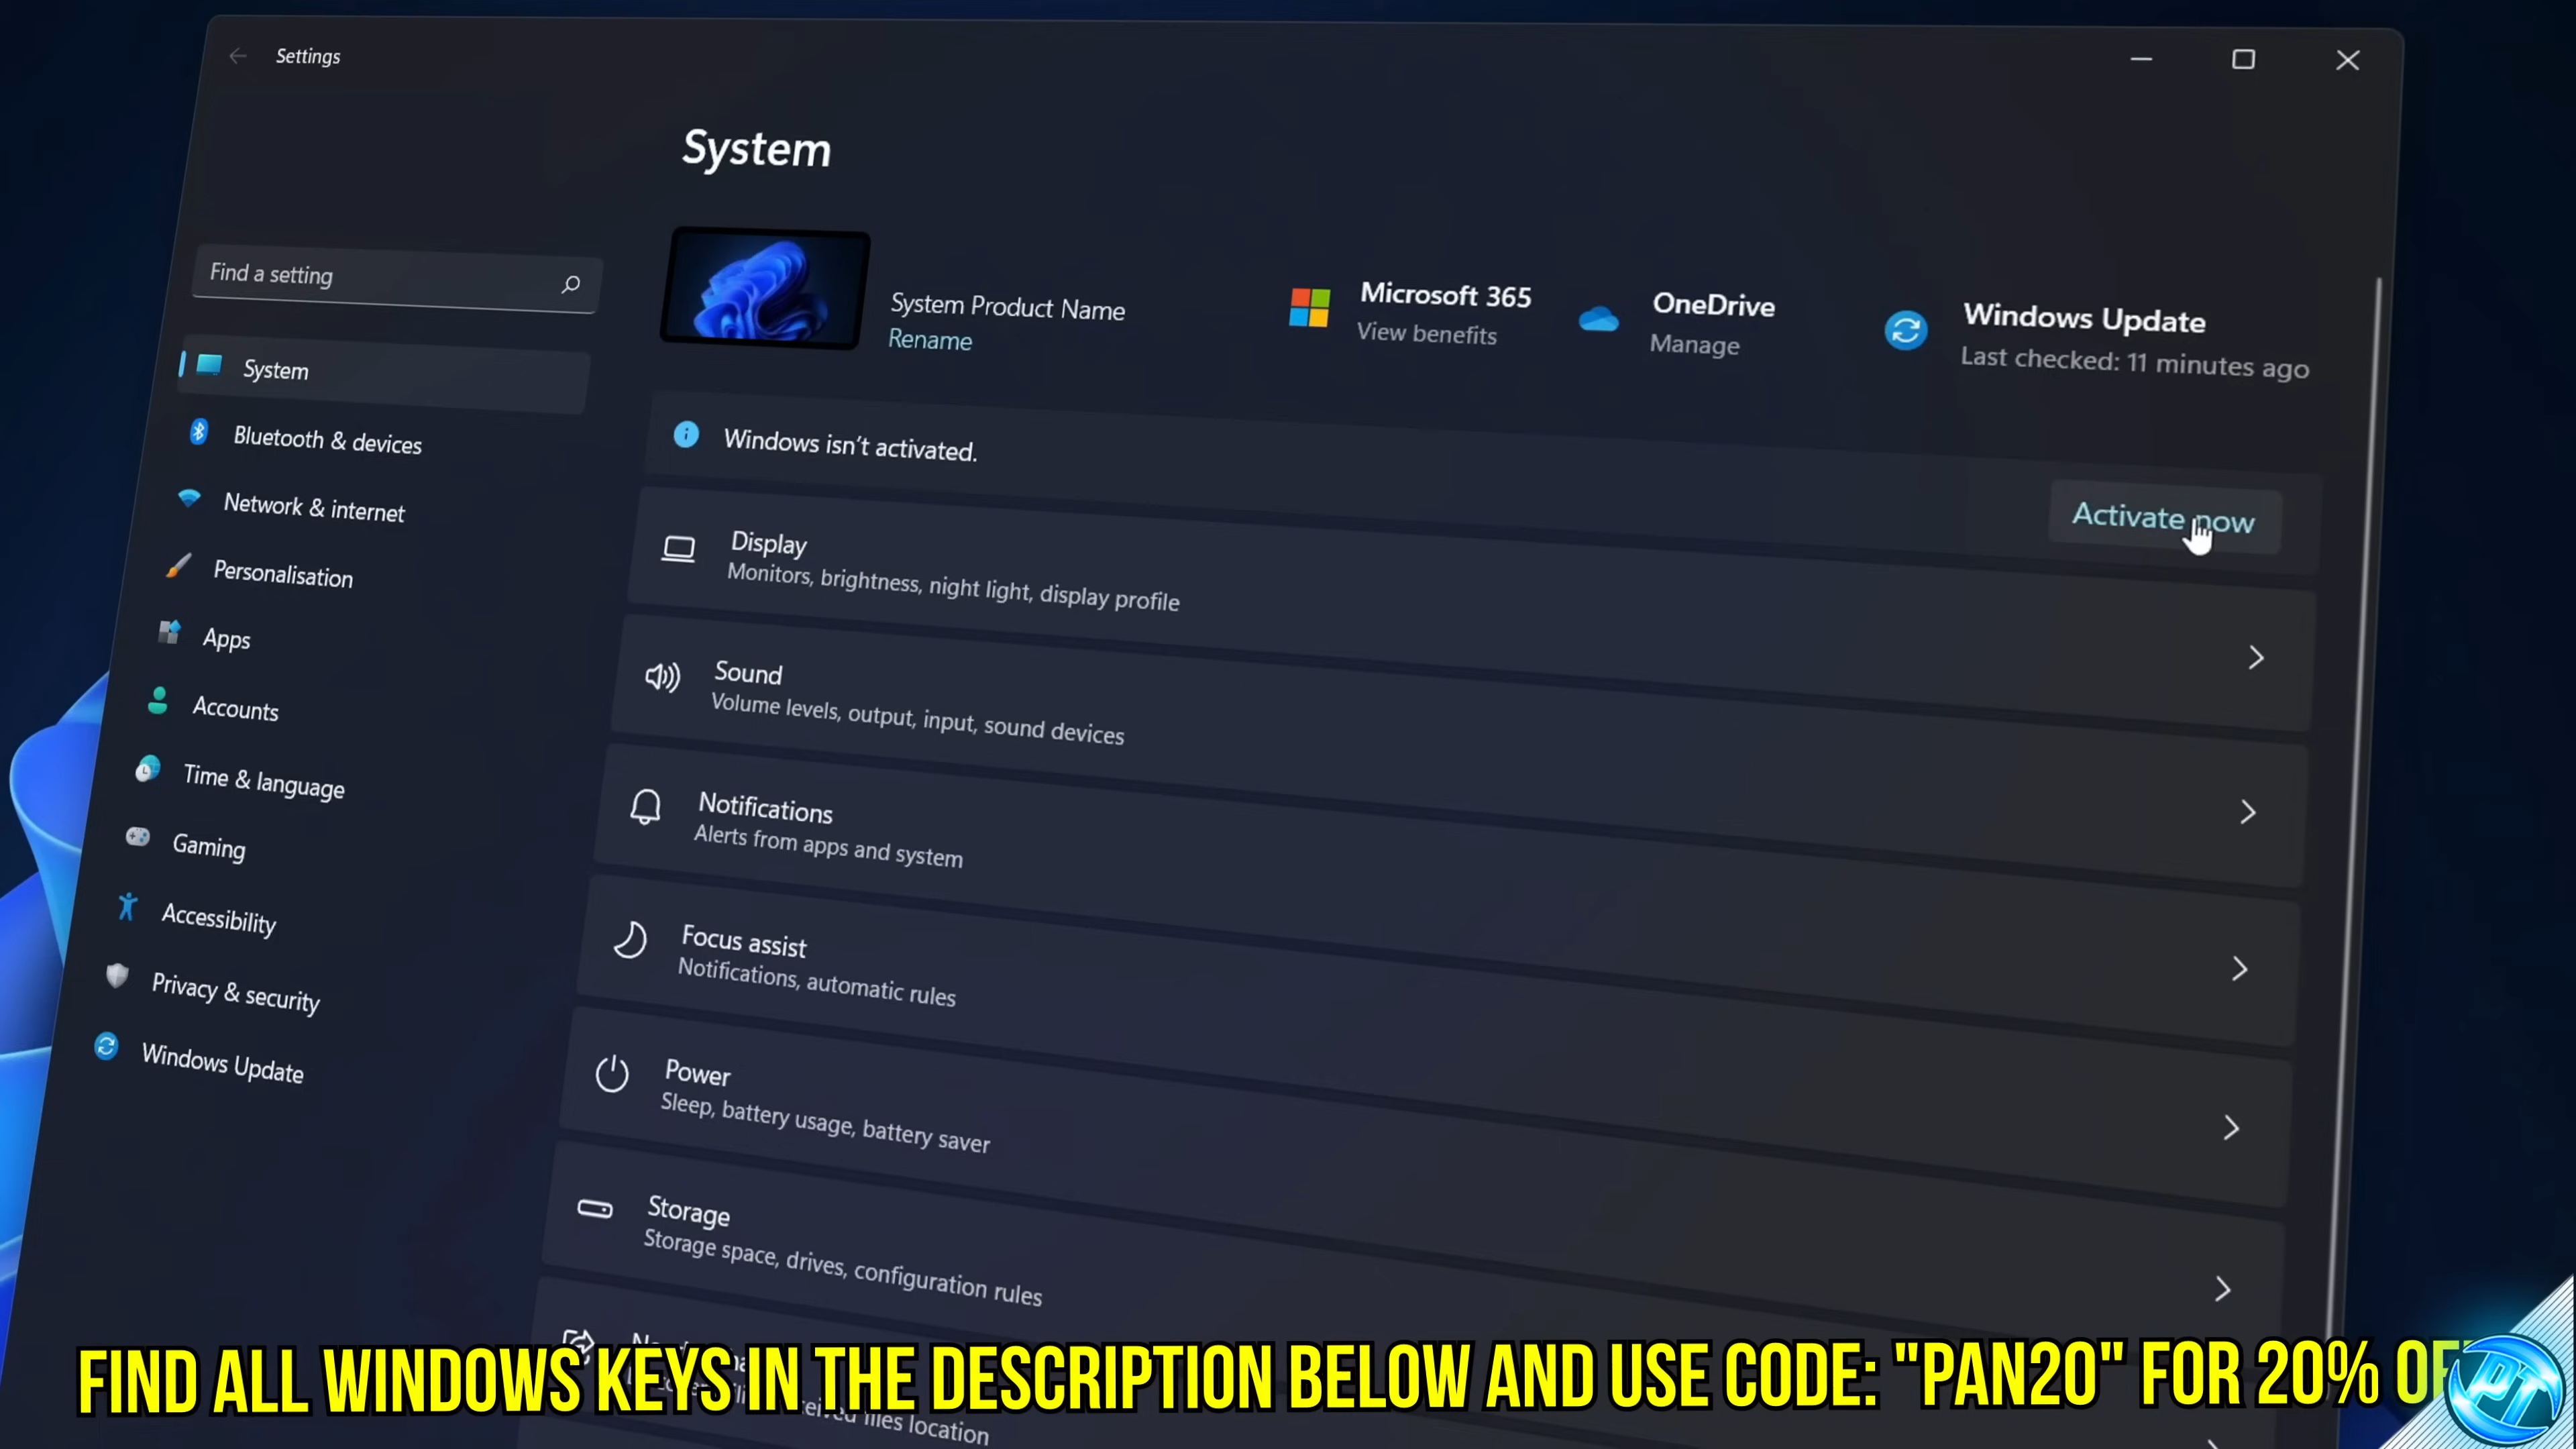 Settings
System
Find a setting
System Product Name
Rename
Microsoft 365
View benefits
OneDrive
Manage
Windows Update
Last checked: 11 minutes ago
System
Bluetooth & devices
Network & internet
Personalisation
Apps
Accounts
Time & language
Gaming
Accessibility
Privacy & security
Windows Update
Windows isn't activated.
Activate now
Display
Monitors, brightness, night light, display profile
Sound
Volume levels, output, input, sound devices
Notifications
Alerts from apps and system
Focus assist
Notifications, automatic rules
Power
Sleep, battery usage, battery saver
Storage
Storage space, drives, configuration rules
files location
FIND ALL WINDOWS KEYS IN THE DESCRIPTION BELOW AND USE CODE: "PAN20" FOR 20%
PT